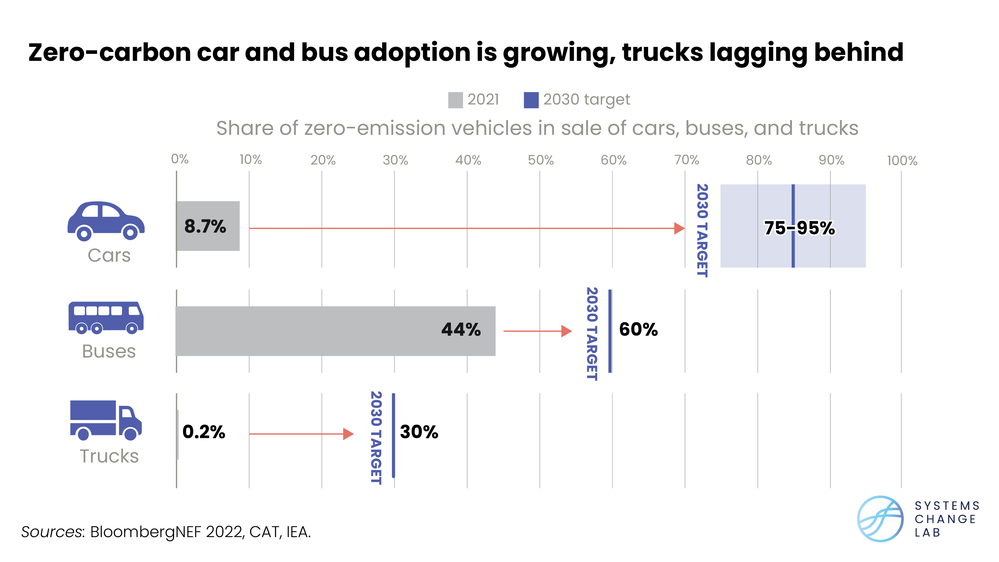 Zero-carbon car and bus adoption is growing, trucks lagging behind
2021 2030 target
Share of zero-emission vehicles in sale of cars, buses, and trucks
0% 10% 20% 30% 40% 50% 60% 70% 80% 90% 100%
Cars
8.7%
2030 TARGET
75-95%
Buses
44%
2030 TARGET
60%
Trucks
0.2%
2030 TARGET
30%
Sources: BloombergNEF 2022, CAT, IEA.
SYSTEMS
CHANGE
LAB